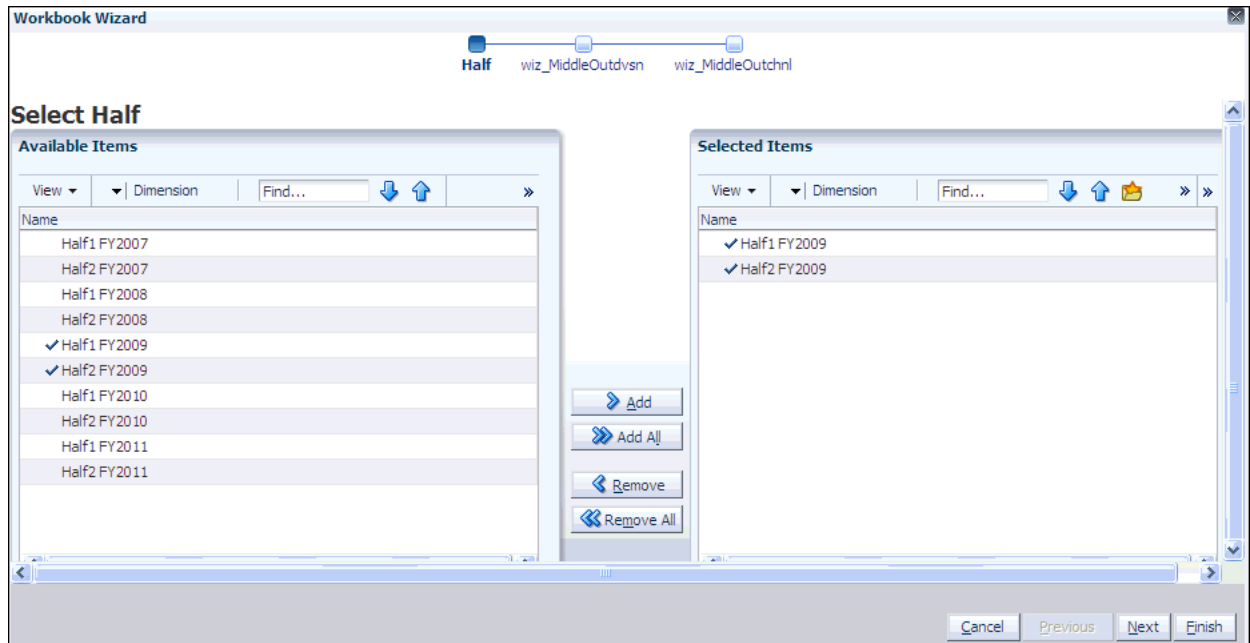 Workbook Wizard
Half wiz_MiddleOutdvsn wiz_MiddleOutchnl
Select Half
Available Items
View Dimension Find... »
Name
Half1 FY2007
Half2 FY2007
Half1 FY2008
Half2 FY2008
Half1 FY2009
Half2 FY2009
Half1 FY2010
Half2 FY2010
Half1 FY2011
Half2 FY2011
Add
Add All
Remove
Remove All
Selected Items
View Dimension Find... » »
Name
Half1 FY2009
Half2 FY2009
Cancel Previous Next Finish